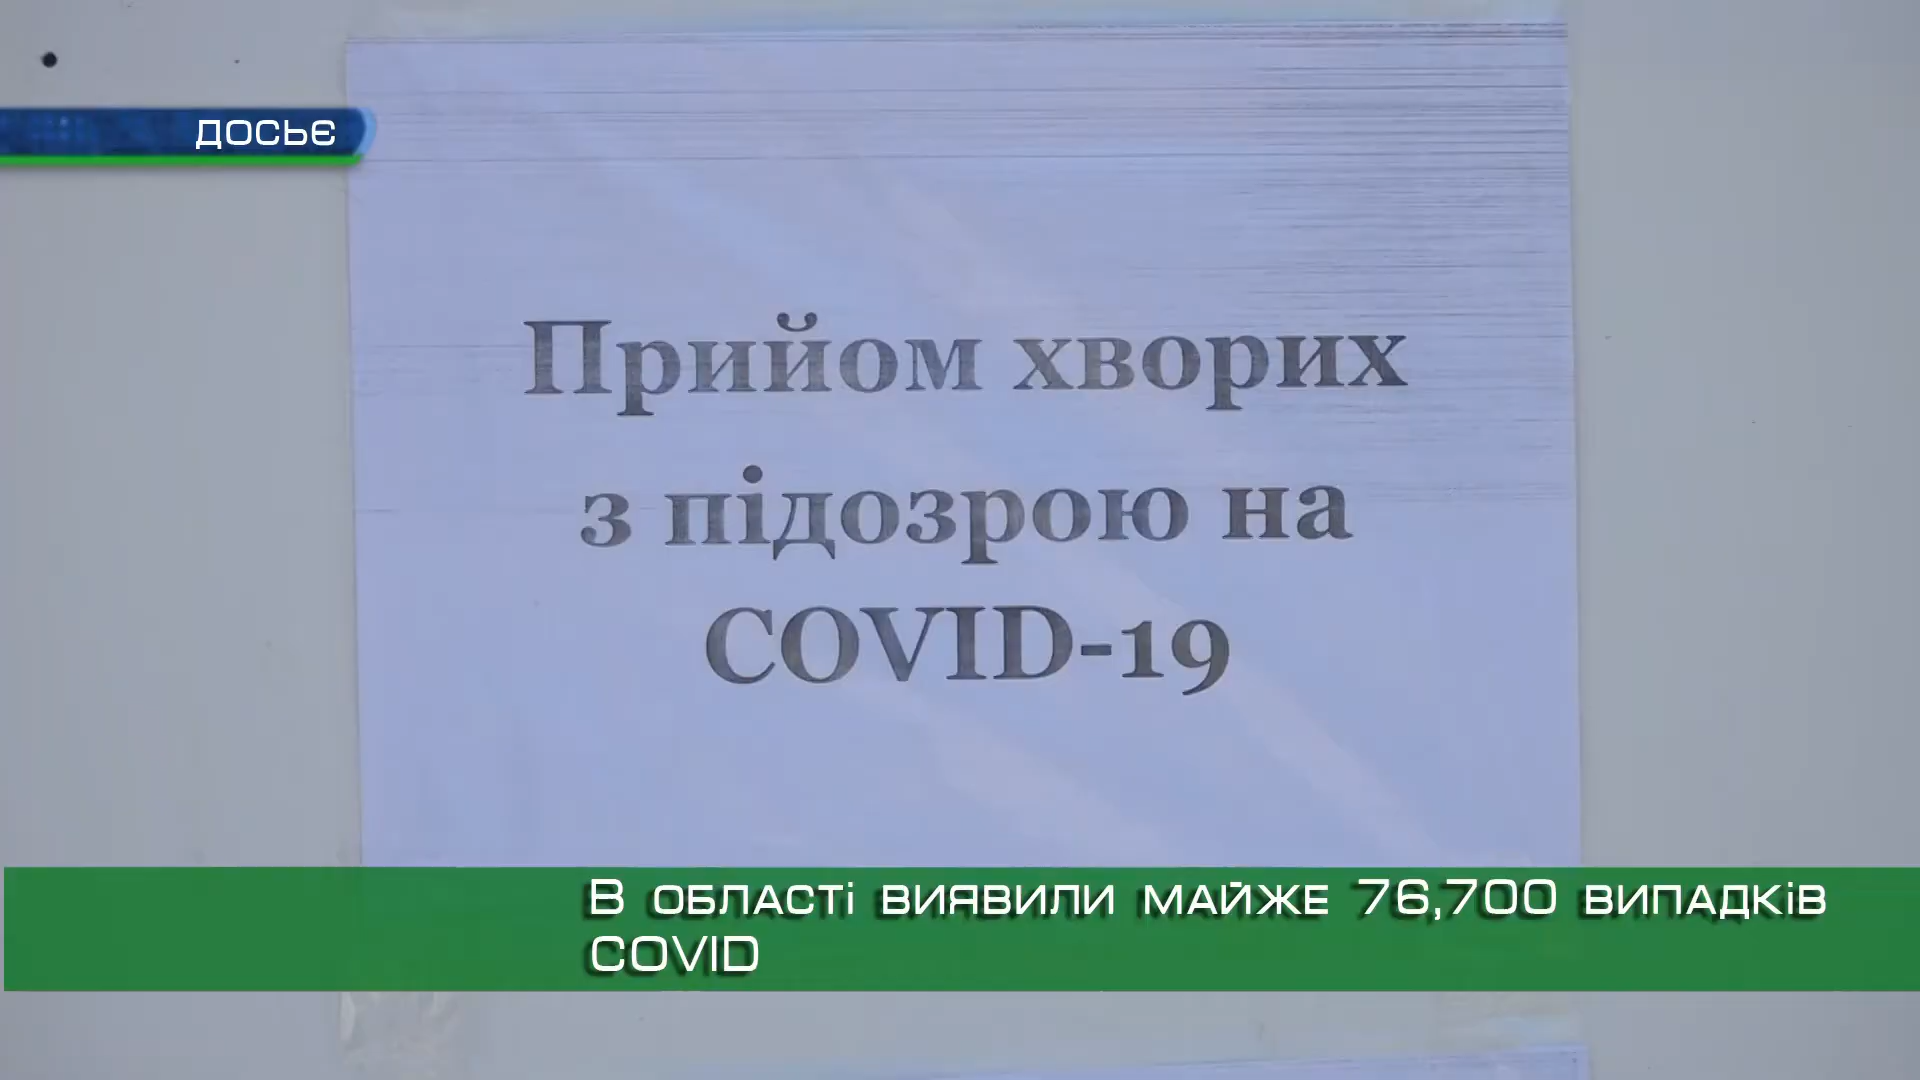 ДОСЬЄ
Прийом хворих
з підозрою на
COVID-19
В ОБЛАСТІ ВИЯВИЛИ МАЙЖЕ 76,700 ВИПАДКІВ
COVID